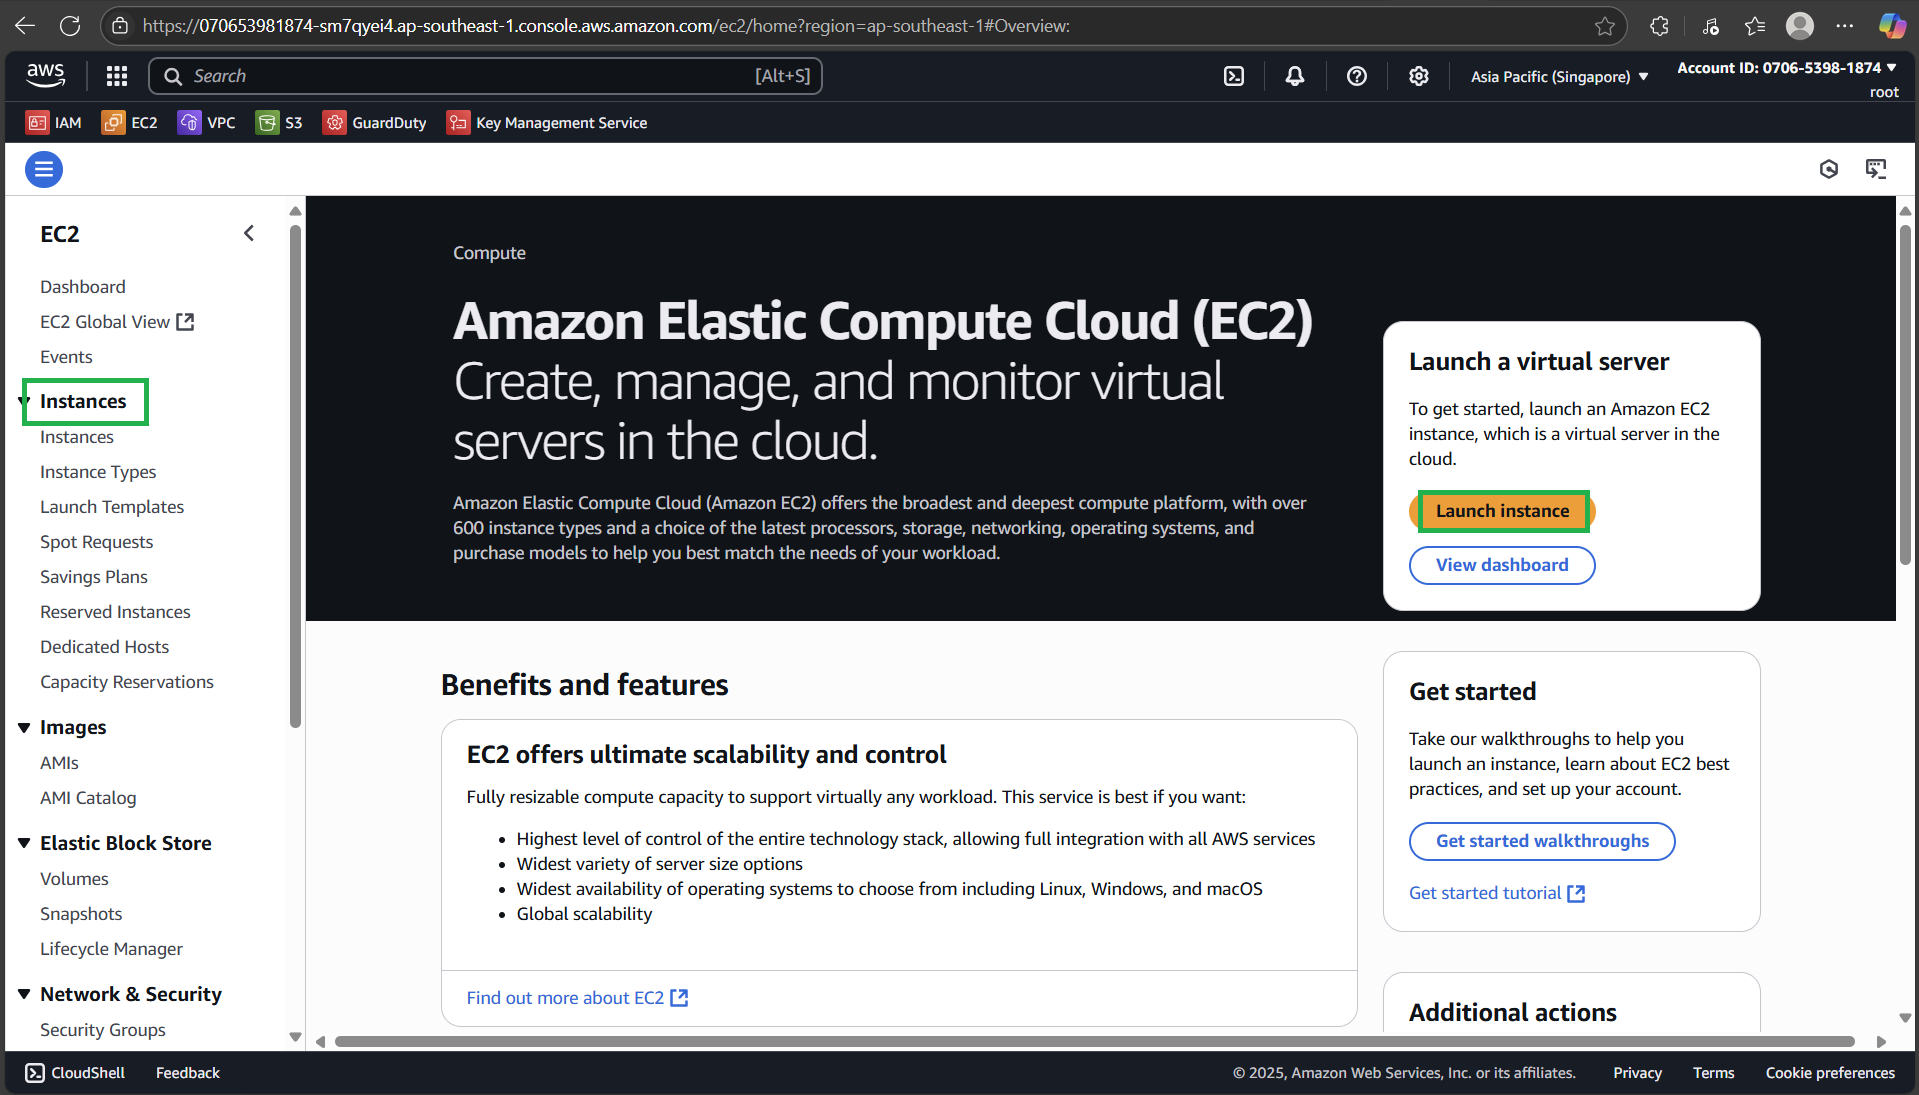 https://070653981874-sm7qyei4.ap-southeast-1.console.aws.amazon.com/ec2/home?region=ap-southeast-1#Overview:
aws
Search
[Alt+S]
Asia Pacific (Singapore)
Account ID: 0706-5398-1874
root
IAM
EC2
VPC
S3
GuardDuty
Key Management Service
EC2
Dashboard
EC2 Global View
Events
Instances
Instances
Instance Types
Launch Templates
Spot Requests
Savings Plans
Reserved Instances
Dedicated Hosts
Capacity Reservations
Images
AMIs
AMI Catalog
Elastic Block Store
Volumes
Snapshots
Lifecycle Manager
Network & Security
Security Groups
Compute
Amazon Elastic Compute Cloud (EC2)
Create, manage, and monitor virtual
servers in the cloud.
Amazon Elastic Compute Cloud (Amazon EC2) offers the broadest and deepest compute platform, with over
600 instance types and a choice of the latest processors, storage, networking, operating systems, and
purchase models to help you best match the needs of your workload.
Launch a virtual server
To get started, launch an Amazon EC2
instance, which is a virtual server in the
cloud.
Launch instance
View dashboard
Benefits and features
EC2 offers ultimate scalability and control
Fully resizable compute capacity to support virtually any workload. This service is best if you want:
• Highest level of control of the entire technology stack, allowing full integration with all AWS services
• Widest variety of server size options
• Widest availability of operating systems to choose from including Linux, Windows, and macOS
• Global scalability
Find out more about EC2
Get started
Take our walkthroughs to help you
launch an instance, learn about EC2 best
practices, and set up your account.
Get started walkthroughs
Get started tutorial
Additional actions
CloudShell
Feedback
© 2025, Amazon Web Services, Inc. or its affiliates.
Privacy
Terms
Cookie preferences